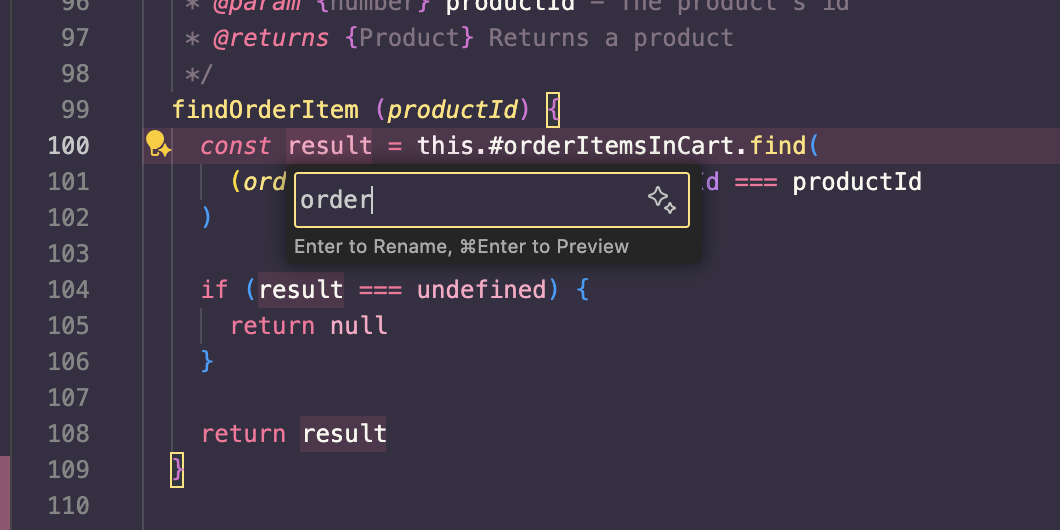 96 * @param {number} productId - The product's id
97 * @returns {Product} Returns a product
98 */
99 findOrderItem (productId) {
100 const result = this.#orderItemsInCart.find(
101 (ord d === productId
order
102 )
Enter to Rename, ⌘Enter to Preview
103
104 if (result === undefined) {
105 return null
106 }
107
108 return result
109 }
110